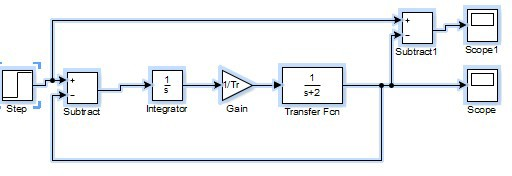 +
−
Subtract1
Scope1
Step
+
−
Subtract
1
s
Integrator
1/Tr
Gain
1
s+2
Transfer Fcn
Scope